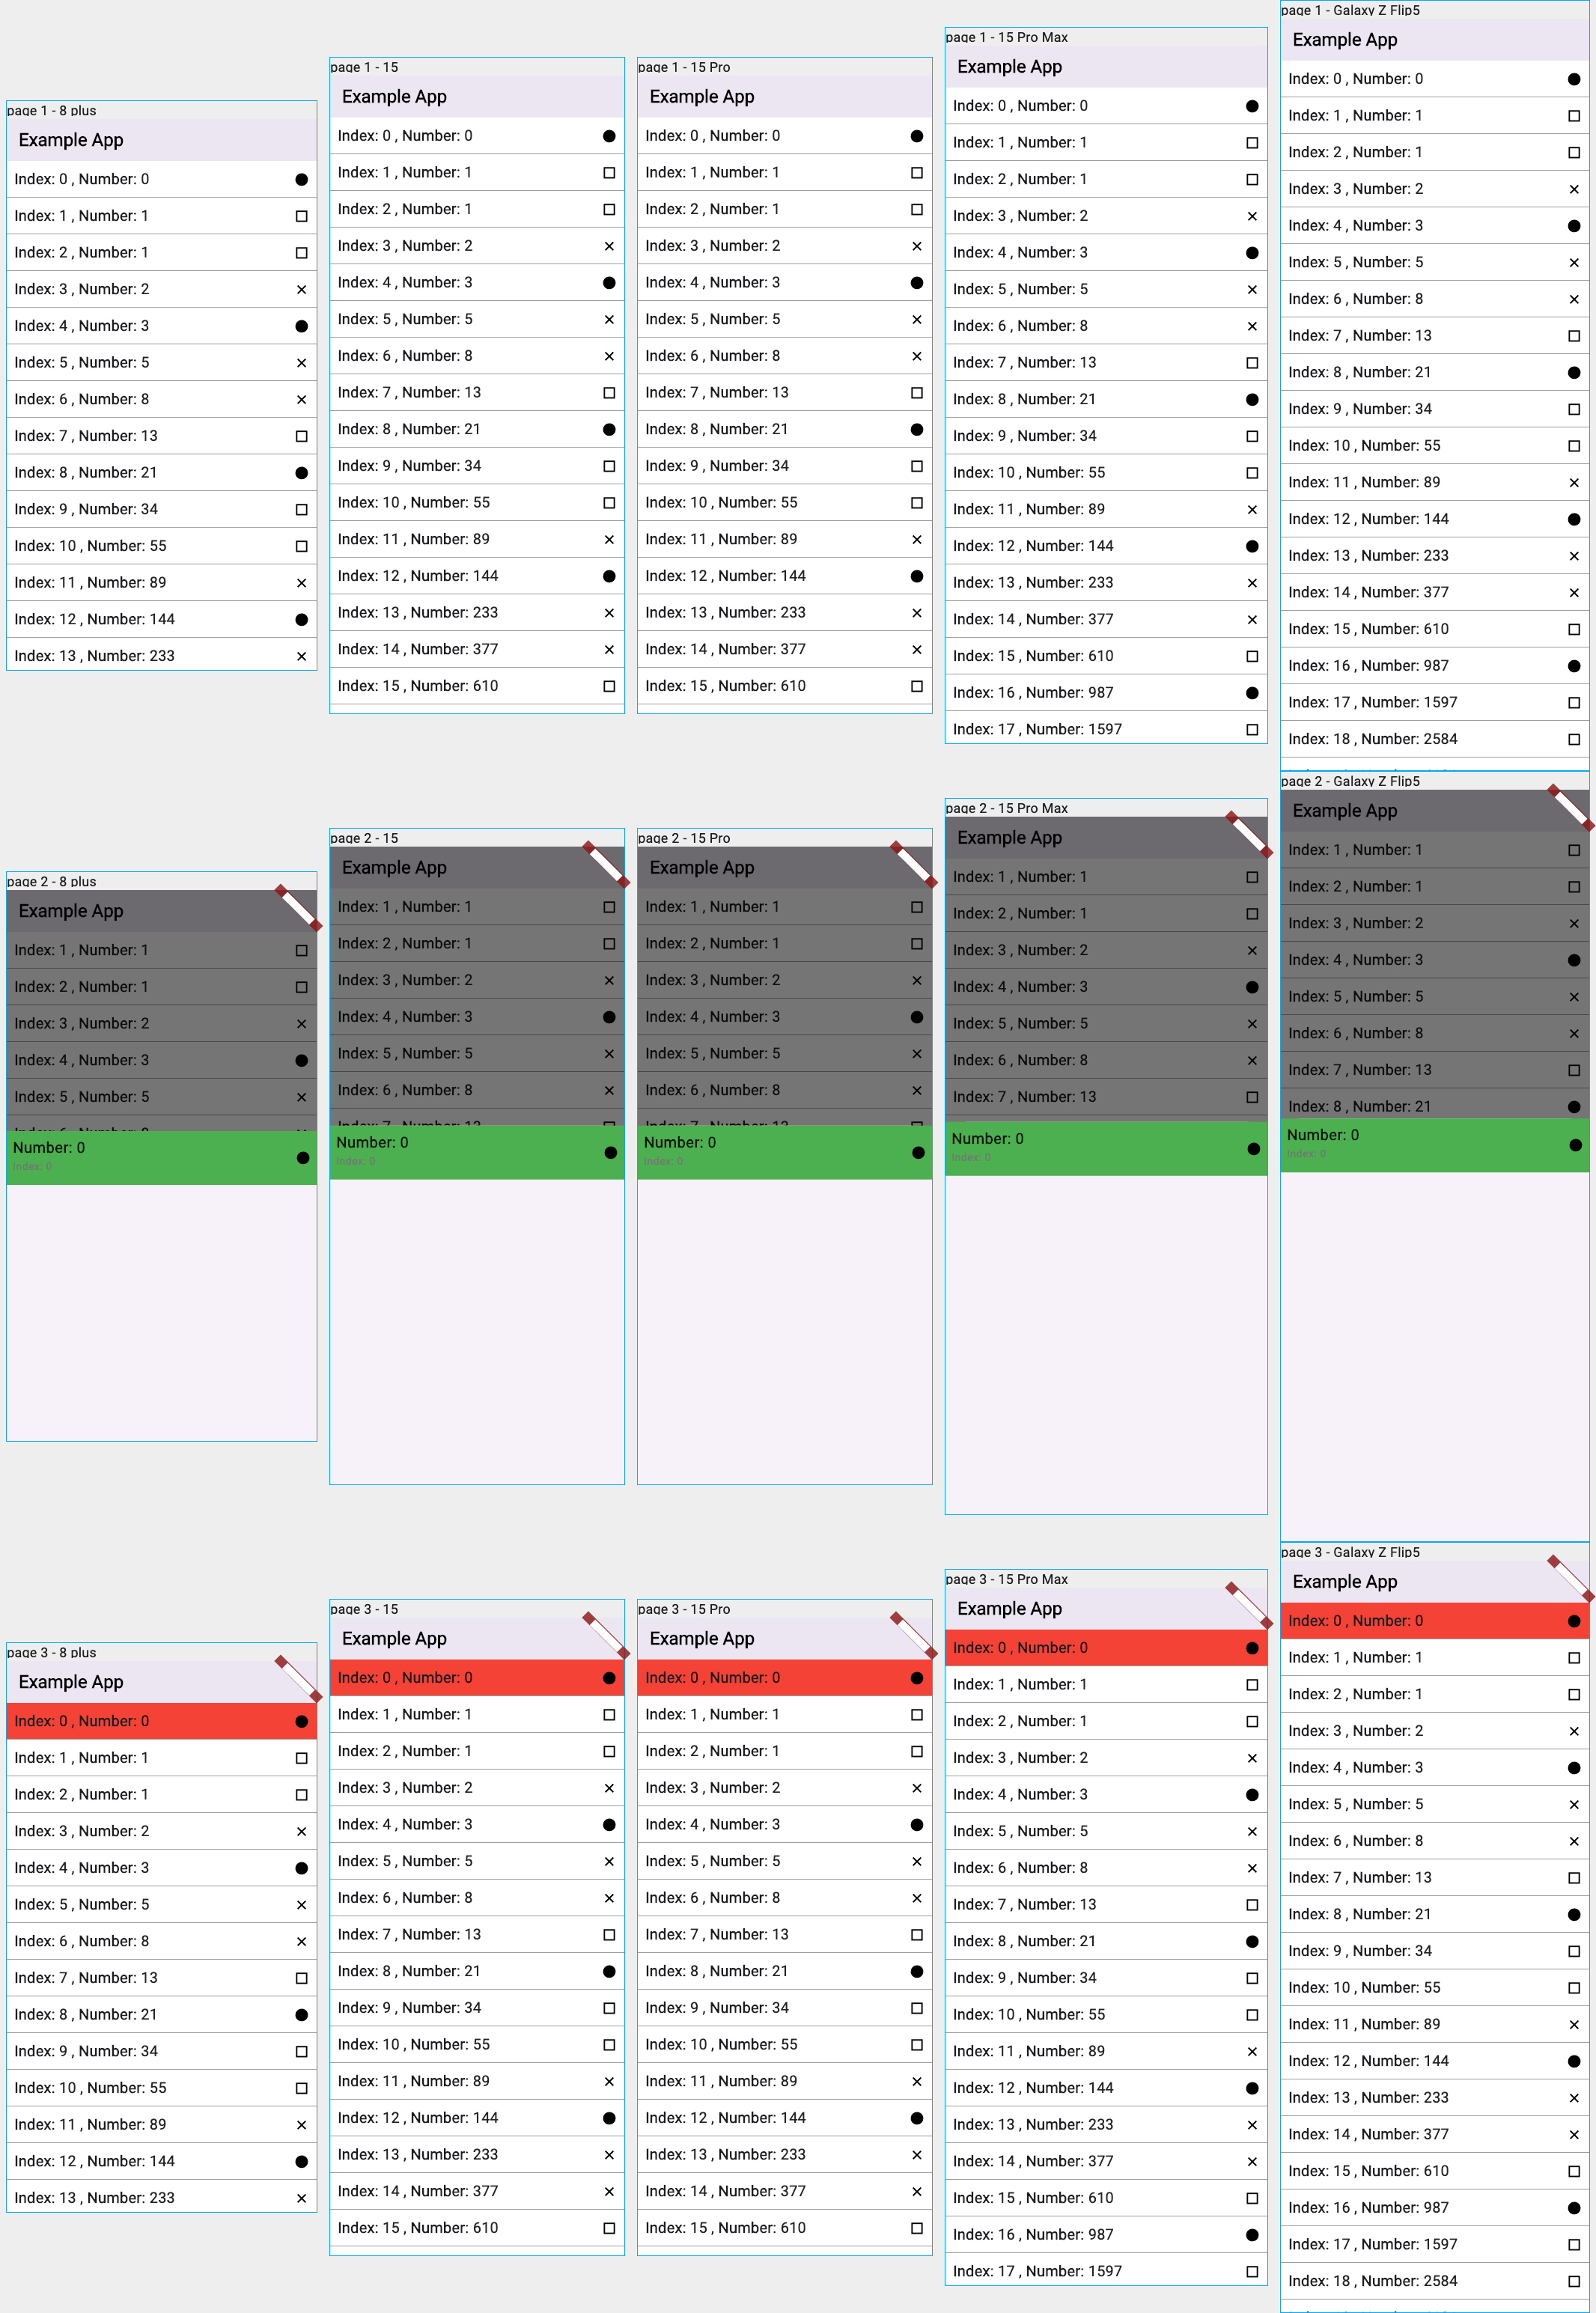 page 1 - 8 plus
Example App
Index: 0 , Number: 0
Index: 1 , Number: 1
Index: 2 , Number: 1
Index: 3 , Number: 2
Index: 4 , Number: 3
Index: 5 , Number: 5
Index: 6 , Number: 8
Index: 7 , Number: 13
Index: 8 , Number: 21
Index: 9 , Number: 34
Index: 10 , Number: 55
Index: 11 , Number: 89
Index: 12 , Number: 144
Index: 13 , Number: 233
page 1 - 15
Example App
Index: 0 , Number: 0
Index: 1 , Number: 1
Index: 2 , Number: 1
Index: 3 , Number: 2
Index: 4 , Number: 3
Index: 5 , Number: 5
Index: 6 , Number: 8
Index: 7 , Number: 13
Index: 8 , Number: 21
Index: 9 , Number: 34
Index: 10 , Number: 55
Index: 11 , Number: 89
Index: 12 , Number: 144
Index: 13 , Number: 233
Index: 14 , Number: 377
Index: 15 , Number: 610
page 1 - 15 Pro
Example App
Index: 0 , Number: 0
Index: 1 , Number: 1
Index: 2 , Number: 1
Index: 3 , Number: 2
Index: 4 , Number: 3
Index: 5 , Number: 5
Index: 6 , Number: 8
Index: 7 , Number: 13
Index: 8 , Number: 21
Index: 9 , Number: 34
Index: 10 , Number: 55
Index: 11 , Number: 89
Index: 12 , Number: 144
Index: 13 , Number: 233
Index: 14 , Number: 377
Index: 15 , Number: 610
page 1 - 15 Pro Max
Example App
Index: 0 , Number: 0
Index: 1 , Number: 1
Index: 2 , Number: 1
Index: 3 , Number: 2
Index: 4 , Number: 3
Index: 5 , Number: 5
Index: 6 , Number: 8
Index: 7 , Number: 13
Index: 8 , Number: 21
Index: 9 , Number: 34
Index: 10 , Number: 55
Index: 11 , Number: 89
Index: 12 , Number: 144
Index: 13 , Number: 233
Index: 14 , Number: 377
Index: 15 , Number: 610
Index: 16 , Number: 987
Index: 17 , Number: 1597
page 1 - Galaxy Z Flip5
Example App
Index: 0 , Number: 0
Index: 1 , Number: 1
Index: 2 , Number: 1
Index: 3 , Number: 2
Index: 4 , Number: 3
Index: 5 , Number: 5
Index: 6 , Number: 8
Index: 7 , Number: 13
Index: 8 , Number: 21
Index: 9 , Number: 34
Index: 10 , Number: 55
Index: 11 , Number: 89
Index: 12 , Number: 144
Index: 13 , Number: 233
Index: 14 , Number: 377
Index: 15 , Number: 610
Index: 16 , Number: 987
Index: 17 , Number: 1597
Index: 18 , Number: 2584
page 2 - 8 plus
Example App
Index: 1 , Number: 1
Index: 2 , Number: 1
Index: 3 , Number: 2
Index: 4 , Number: 3
Index: 5 , Number: 5
Number: 0
Index: 0
page 2 - 15
Example App
Index: 1 , Number: 1
Index: 2 , Number: 1
Index: 3 , Number: 2
Index: 4 , Number: 3
Index: 5 , Number: 5
Index: 6 , Number: 8
Number: 0
Index: 0
page 2 - 15 Pro
Example App
Index: 1 , Number: 1
Index: 2 , Number: 1
Index: 3 , Number: 2
Index: 4 , Number: 3
Index: 5 , Number: 5
Index: 6 , Number: 8
Number: 0
Index: 0
page 2 - 15 Pro Max
Example App
Index: 1 , Number: 1
Index: 2 , Number: 1
Index: 3 , Number: 2
Index: 4 , Number: 3
Index: 5 , Number: 5
Index: 6 , Number: 8
Index: 7 , Number: 13
Number: 0
Index: 0
page 2 - Galaxy Z Flip5
Example App
Index: 1 , Number: 1
Index: 2 , Number: 1
Index: 3 , Number: 2
Index: 4 , Number: 3
Index: 5 , Number: 5
Index: 6 , Number: 8
Index: 7 , Number: 13
Index: 8 , Number: 21
Number: 0
Index: 0
page 3 - 8 plus
Example App
Index: 0 , Number: 0
Index: 1 , Number: 1
Index: 2 , Number: 1
Index: 3 , Number: 2
Index: 4 , Number: 3
Index: 5 , Number: 5
Index: 6 , Number: 8
Index: 7 , Number: 13
Index: 8 , Number: 21
Index: 9 , Number: 34
Index: 10 , Number: 55
Index: 11 , Number: 89
Index: 12 , Number: 144
Index: 13 , Number: 233
page 3 - 15
Example App
Index: 0 , Number: 0
Index: 1 , Number: 1
Index: 2 , Number: 1
Index: 3 , Number: 2
Index: 4 , Number: 3
Index: 5 , Number: 5
Index: 6 , Number: 8
Index: 7 , Number: 13
Index: 8 , Number: 21
Index: 9 , Number: 34
Index: 10 , Number: 55
Index: 11 , Number: 89
Index: 12 , Number: 144
Index: 13 , Number: 233
Index: 14 , Number: 377
Index: 15 , Number: 610
page 3 - 15 Pro
Example App
Index: 0 , Number: 0
Index: 1 , Number: 1
Index: 2 , Number: 1
Index: 3 , Number: 2
Index: 4 , Number: 3
Index: 5 , Number: 5
Index: 6 , Number: 8
Index: 7 , Number: 13
Index: 8 , Number: 21
Index: 9 , Number: 34
Index: 10 , Number: 55
Index: 11 , Number: 89
Index: 12 , Number: 144
Index: 13 , Number: 233
Index: 14 , Number: 377
Index: 15 , Number: 610
page 3 - 15 Pro Max
Example App
Index: 0 , Number: 0
Index: 1 , Number: 1
Index: 2 , Number: 1
Index: 3 , Number: 2
Index: 4 , Number: 3
Index: 5 , Number: 5
Index: 6 , Number: 8
Index: 7 , Number: 13
Index: 8 , Number: 21
Index: 9 , Number: 34
Index: 10 , Number: 55
Index: 11 , Number: 89
Index: 12 , Number: 144
Index: 13 , Number: 233
Index: 14 , Number: 377
Index: 15 , Number: 610
Index: 16 , Number: 987
Index: 17 , Number: 1597
page 3 - Galaxy Z Flip5
Example App
Index: 0 , Number: 0
Index: 1 , Number: 1
Index: 2 , Number: 1
Index: 3 , Number: 2
Index: 4 , Number: 3
Index: 5 , Number: 5
Index: 6 , Number: 8
Index: 7 , Number: 13
Index: 8 , Number: 21
Index: 9 , Number: 34
Index: 10 , Number: 55
Index: 11 , Number: 89
Index: 12 , Number: 144
Index: 13 , Number: 233
Index: 14 , Number: 377
Index: 15 , Number: 610
Index: 16 , Number: 987
Index: 17 , Number: 1597
Index: 18 , Number: 2584